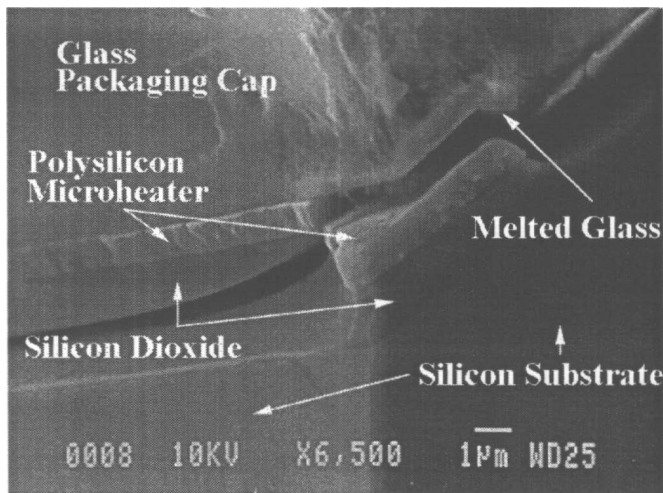 Glass
Packaging Cap
Polysilicon
Microheater
Melted Glass
Silicon Dioxide
Silicon Substrate
0008 10KV X6,500 1µm WD25